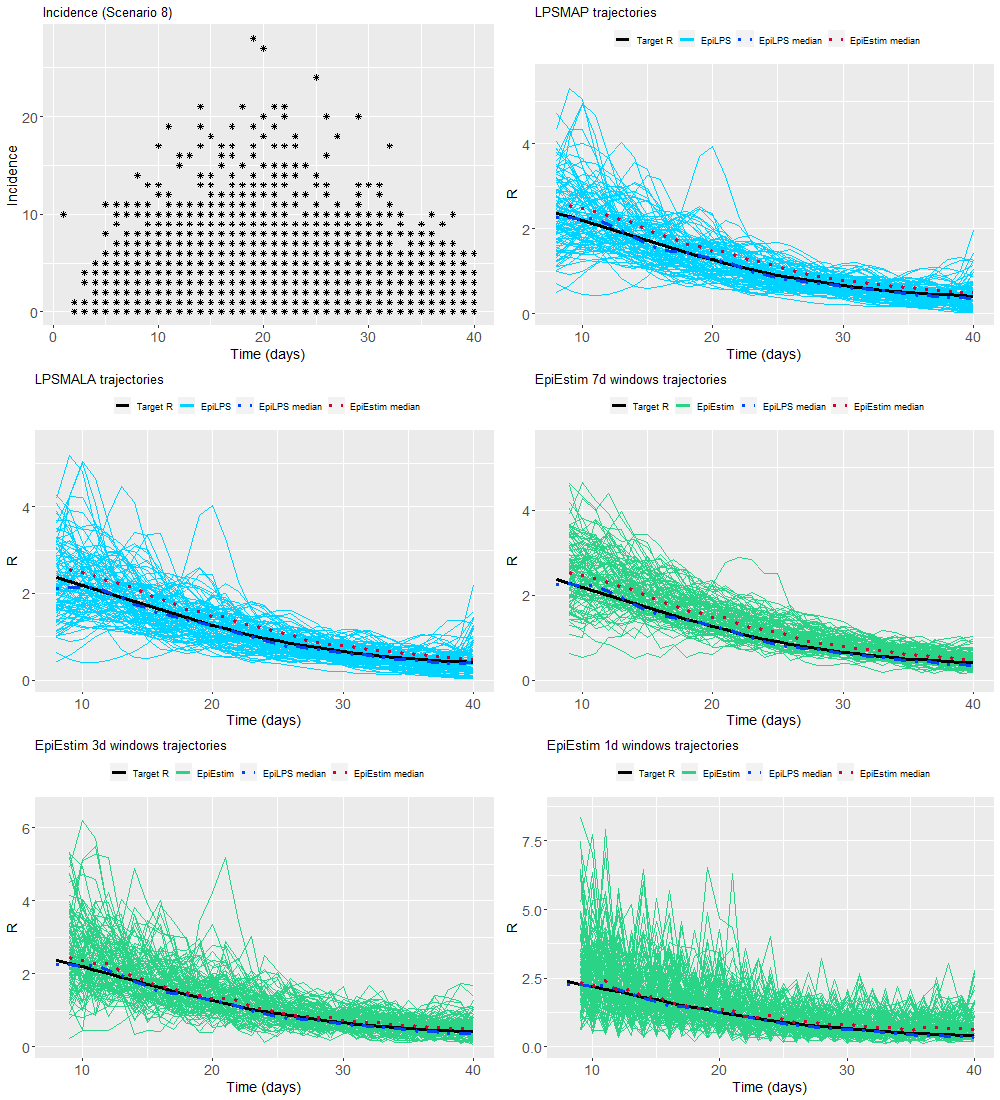 Incidence (Scenario 8)
Incidence
20
10
0
0
10
20
30
40
Time (days)
LPSMAP trajectories
Target R
EpiLPS
EpiLPS median
EpiEstim median
R
4
2
0
10
20
30
40
Time (days)
LPSMALA trajectories
Target R
EpiLPS
EpiLPS median
EpiEstim median
R
4
2
0
10
20
30
40
Time (days)
EpiEstim 7d windows trajectories
Target R
EpiEstim
EpiLPS median
EpiEstim median
R
4
2
0
10
20
30
40
Time (days)
EpiEstim 3d windows trajectories
Target R
EpiEstim
EpiLPS median
EpiEstim median
R
6
4
2
0
10
20
30
40
Time (days)
EpiEstim 1d windows trajectories
Target R
EpiEstim
EpiLPS median
EpiEstim median
R
7.5
5.0
2.5
0.0
10
20
30
40
Time (days)